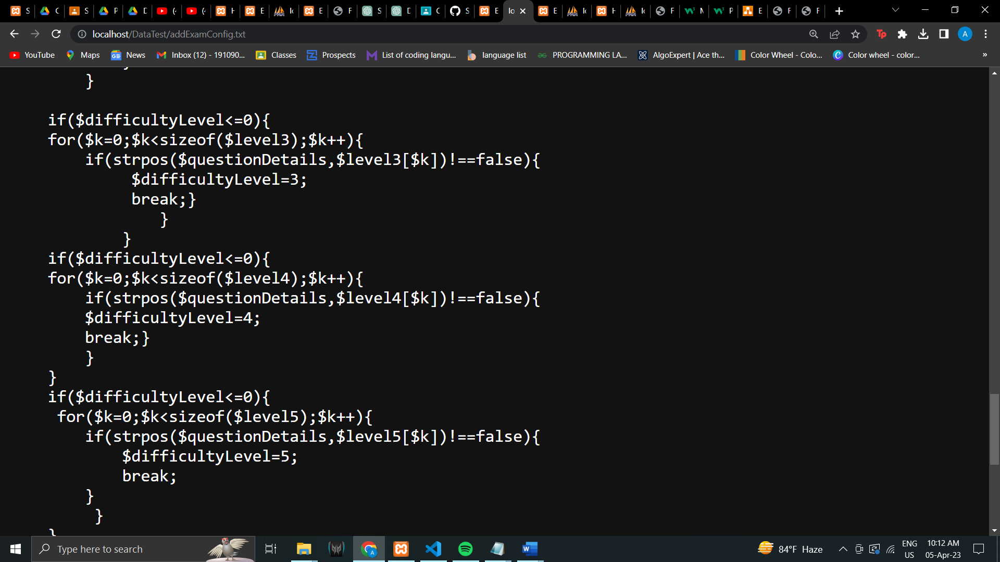 localhost/DataTest/addExamConfig.txt
YouTube Maps News Inbox (12) - 191090... Classes Prospects List of coding langu... language list PROGRAMMING LA... AlgoExpert | Ace th... Color Wheel - Colo... Color wheel - color... »
}
if($difficultyLevel<=0){
for($k=0;$k<sizeof($level3);$k++){
if(strpos($questionDetails,$level3[$k])!==false){
$difficultyLevel=3;
break;}
}
}
if($difficultyLevel<=0){
for($k=0;$k<sizeof($level4);$k++){
if(strpos($questionDetails,$level4[$k])!==false){
$difficultyLevel=4;
break;}
}
}
if($difficultyLevel<=0){
for($k=0;$k<sizeof($level5);$k++){
if(strpos($questionDetails,$level5[$k])!==false){
$difficultyLevel=5;
break;
}
}
}
Type here to search
84°F Haze
ENG
US
10:12 AM
05-Apr-23